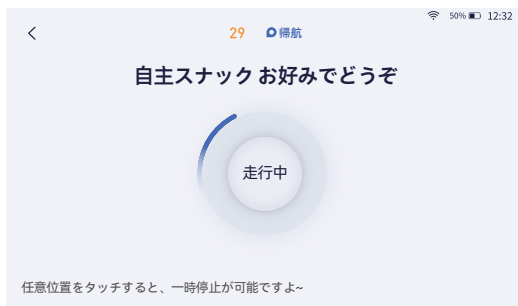 50% 12:32
29 帰航
自主スナック お好みでどうぞ
走行中
任意位置をタッチすると、一時停止が可能ですよ~